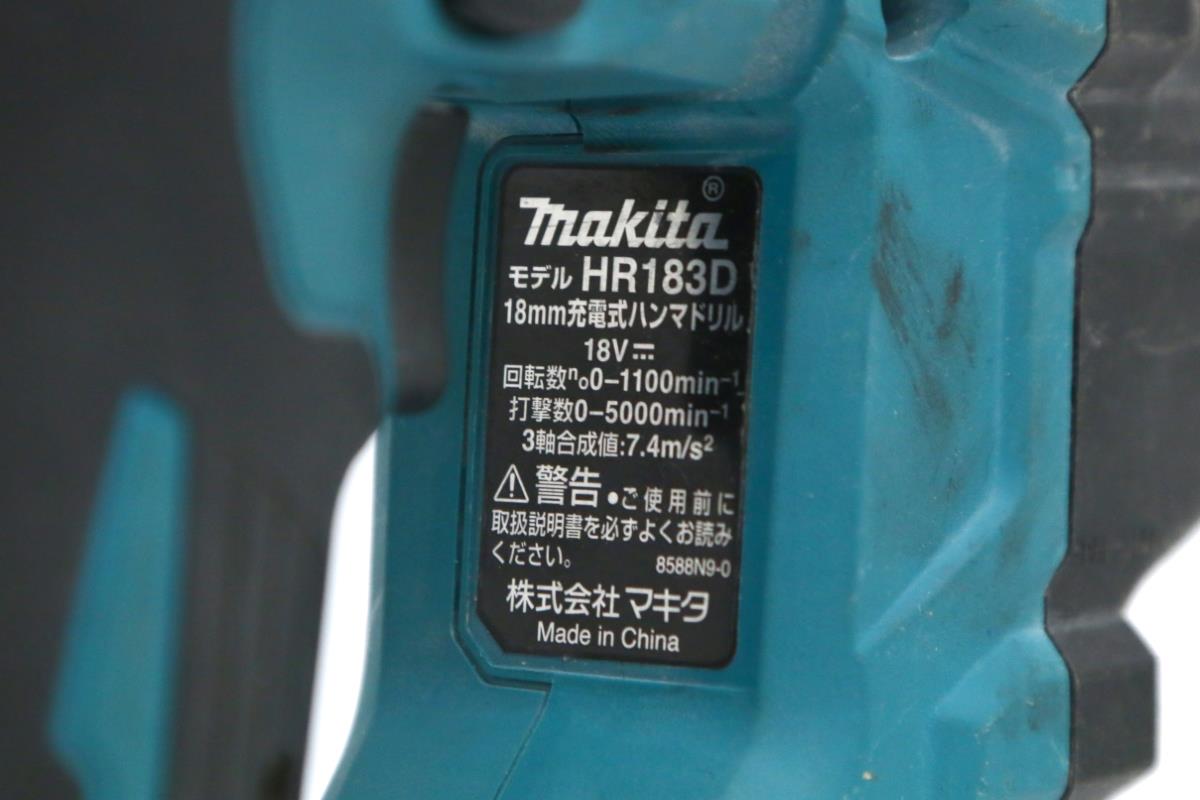 makita®
モデル HR183D
18mm充電式ハンマドリル
18V⎓
回転数n₀0-1100min⁻¹
打撃数0-5000min⁻¹
3軸合成値:7.4m/s²
⚠警告●ご使用前に
取扱説明書を必ずよくお読み
ください。 8588N9-0
株式会社マキタ
Made in China